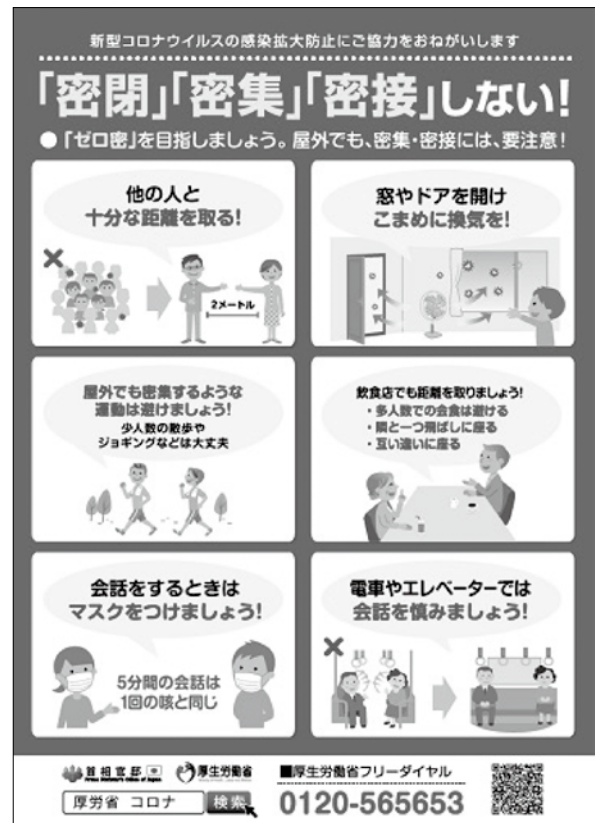 新型コロナウイルスの感染拡大防止にご協力をおねがいします
「密閉」「密集」「密接」しない!
●「ゼロ密」を目指しましょう。屋外でも、密集・密接には、要注意!
他の人と
十分な距離を取る!
2メートル
窓やドアを開け
こまめに換気を!
屋外でも密集するような
運動は避けましょう!
少人数の散歩や
ジョギングなどは大丈夫
飲食店でも距離を取りましょう!
・多人数での会食は避ける
・隣と一つ飛ばしに座る
・互い違いに座る
会話をするときは
マスクをつけましょう!
5分間の会話は
1回の咳と同じ
電車やエレベーターでは
会話を慎みましょう!
首相官邸
Prime Minister's Office of Japan
厚生労働省
■厚生労働省フリーダイヤル
厚労省 コロナ 検索
0120-565653